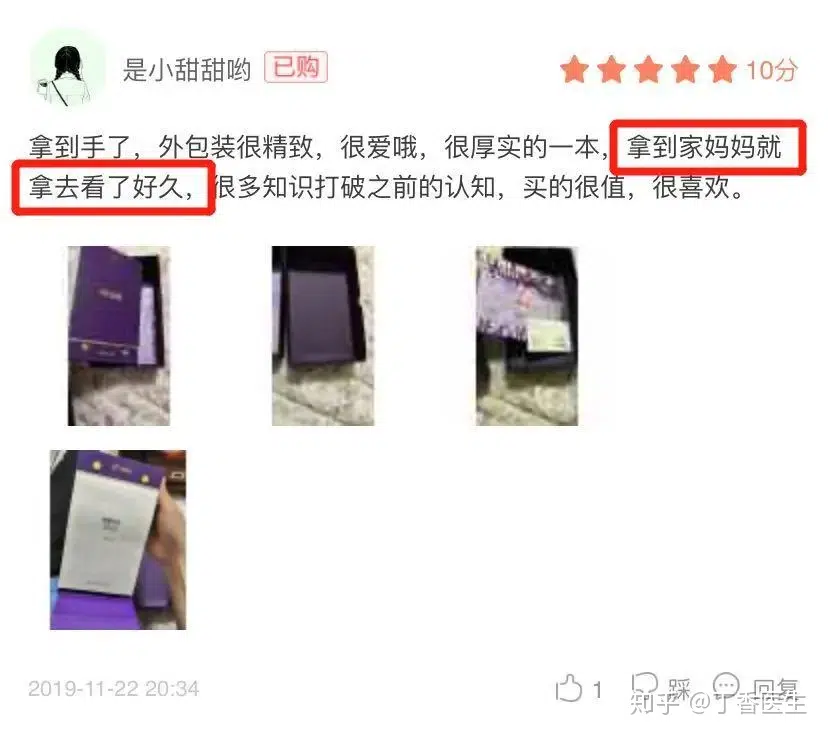 是小甜甜哟 已购 10分
拿到手了，外包装很精致，很爱哦，很厚实的一本，拿到家妈妈就
拿去看了好久，很多知识打破之前的认知，买的很值，很喜欢。
2019-11-22 20:34 1 踩 回复
知乎 @丁香医生